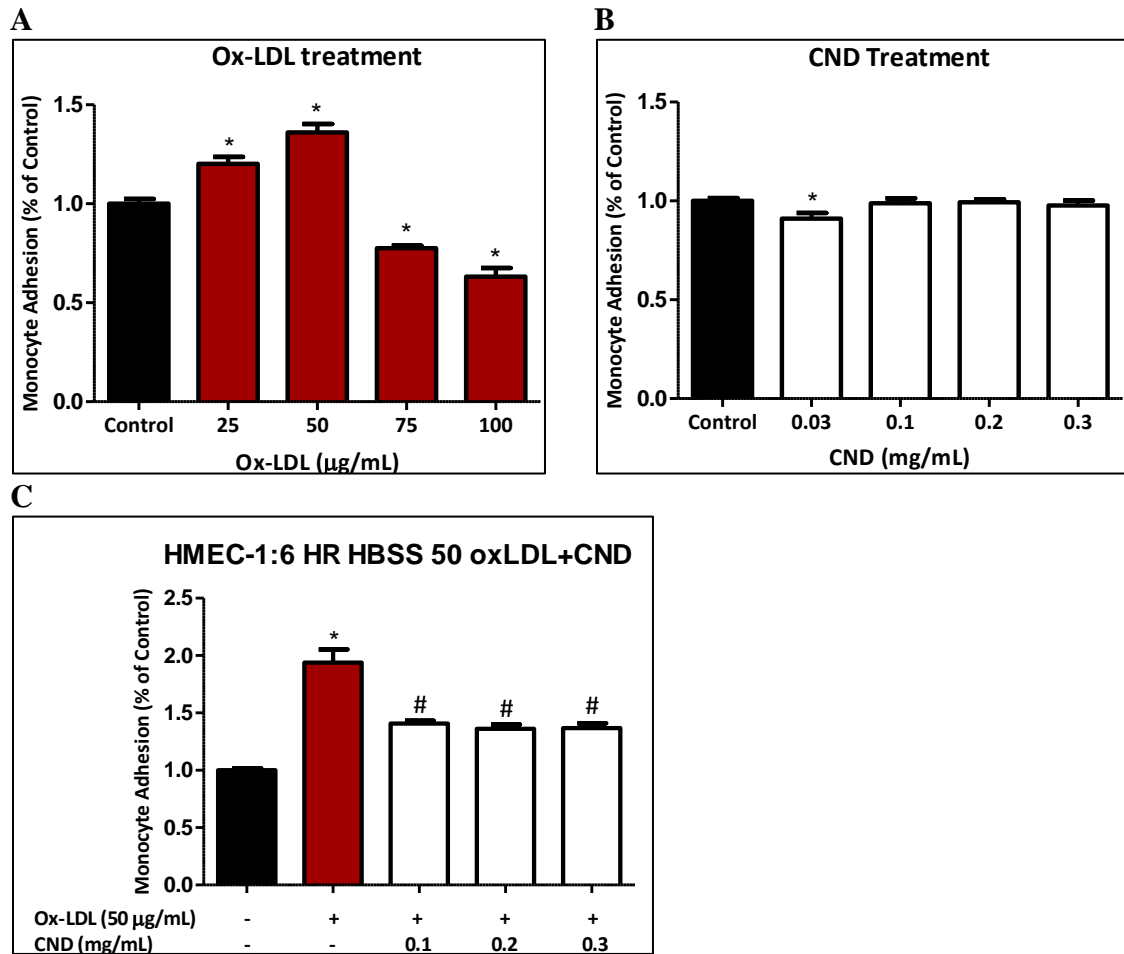 A
Ox-LDL treatment
Monocyte Adhesion (% of Control)
1.5
1.0
0.5
0.0
* * * *
Control 25 50 75 100
Ox-LDL (µg/mL)
B
CND Treatment
Monocyte Adhesion (% of Control)
1.5
1.0
0.5
0.0
*
Control 0.03 0.1 0.2 0.3
CND (mg/mL)
C
HMEC-1:6 HR HBSS 50 oxLDL+CND
Monocyte Adhesion (% of Control)
2.5
2.0
1.5
1.0
0.5
0.0
* # # #
Ox-LDL (50 µg/mL) - + + + +
CND (mg/mL) - - 0.1 0.2 0.3